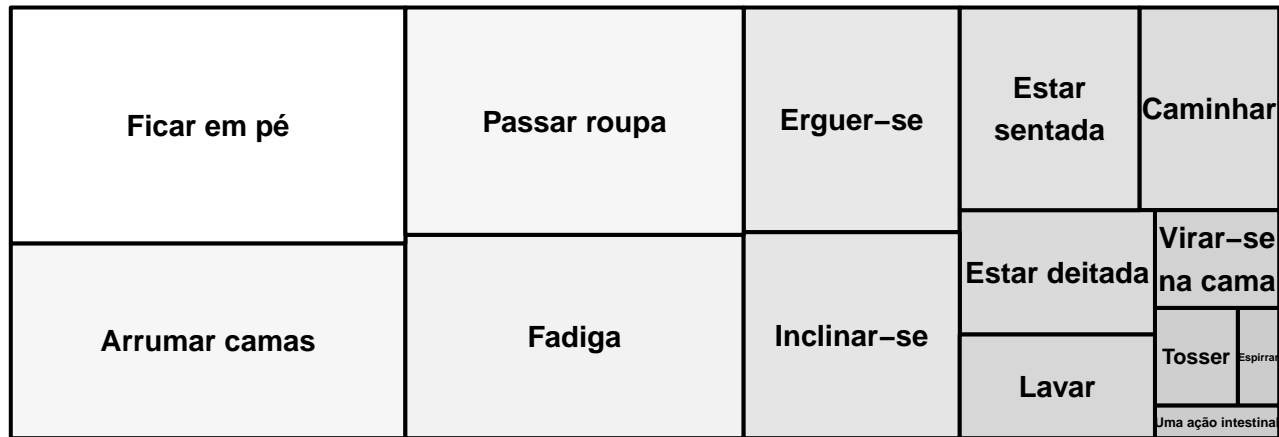 Ficar em pé
Arrumar camas
Passar roupa
Fadiga
Erguer−se
Inclinar−se
Estar
sentada
Caminhar
Estar deitada
Lavar
Virar−se
na cama
Tosser
Espirrar
Uma ação intestinal